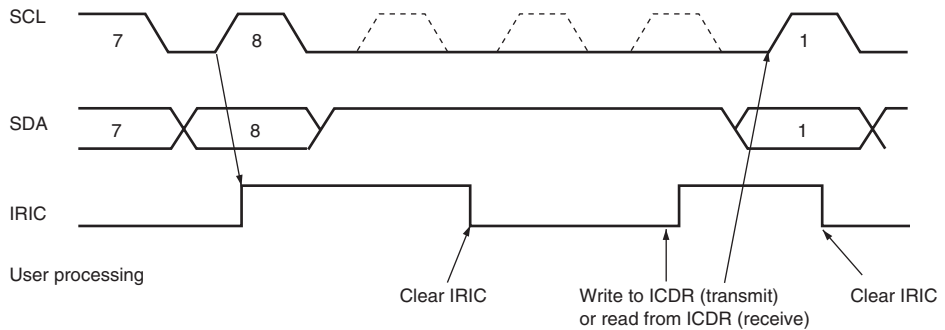 SCL
7
8
1
SDA
7
8
1
IRIC
User processing
Clear IRIC
Write to ICDR (transmit)
or read from ICDR (receive)
Clear IRIC